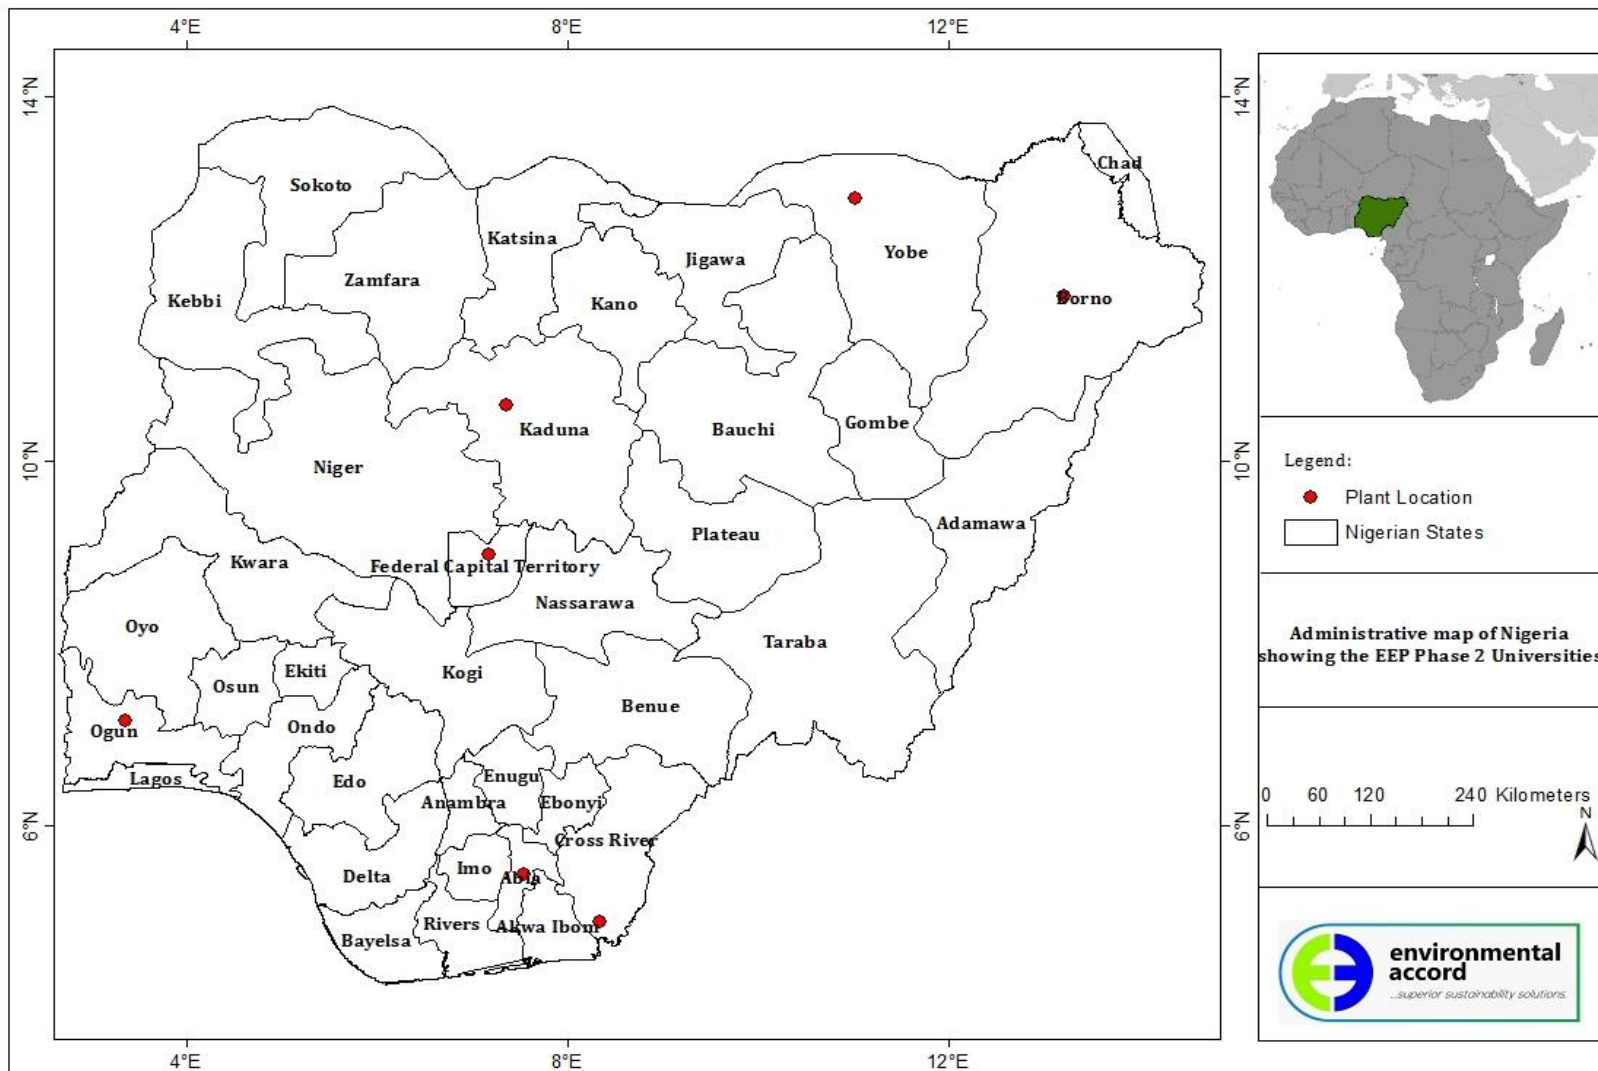 4°E 8°E 12°E
14°N 14°N
Chad
Sokoto
Katsina
Yobe
Jigawa
Zamfara
Kebbi
Kano
Borno
Kaduna
Bauchi
Gombe
Niger
10°N 10°N
Adamawa
Plateau
Kwara
Federal Capital Territory
Nassarawa
Oyo
Taraba
Ekiti
Kogi
Osun
Benue
Ondo
Ogun
Lagos
Enugu
Edo
Anambra
Ebonyi
6°N 6°N
Cross River
Imo
Delta
Abia
Rivers
Akwa Ibom
Bayelsa
4°E 8°E 12°E
Legend:
Plant Location
Nigerian States
Administrative map of Nigeria
showing the EEP Phase 2 Universities
0 60 120 240 Kilometers
N
environmental
accord
...superior sustainability solutions.